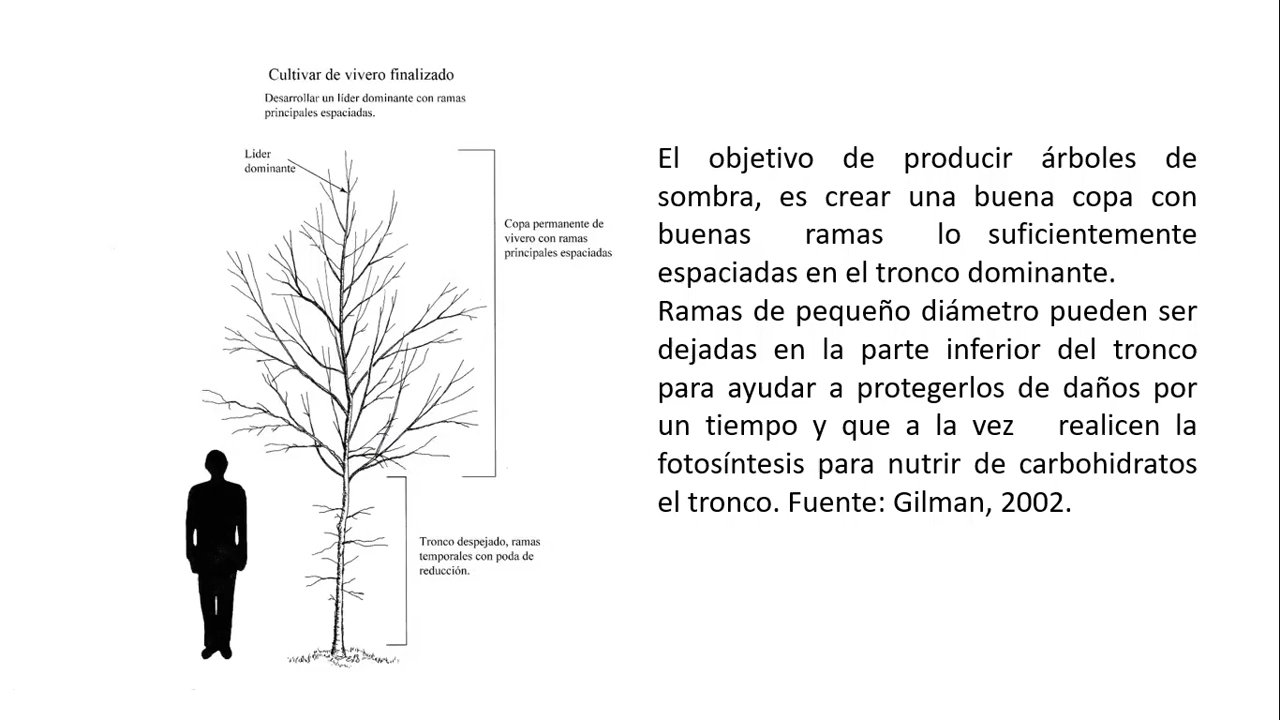 Cultivar de vivero finalizado
Desarrollar un líder dominante con ramas
principales espaciadas.
Lider
dominante
Copa permanente de
vivero con ramas
principales espaciadas
Tronco despejado, ramas
temporales con poda de
reducción.
El objetivo de producir árboles de
sombra, es crear una buena copa con
buenas ramas lo suficientemente
espaciadas en el tronco dominante.
Ramas de pequeño diámetro pueden ser
dejadas en la parte inferior del tronco
para ayudar a protegerlos de daños por
un tiempo y que a la vez realicen la
fotosíntesis para nutrir de carbohidratos
el tronco. Fuente: Gilman, 2002.